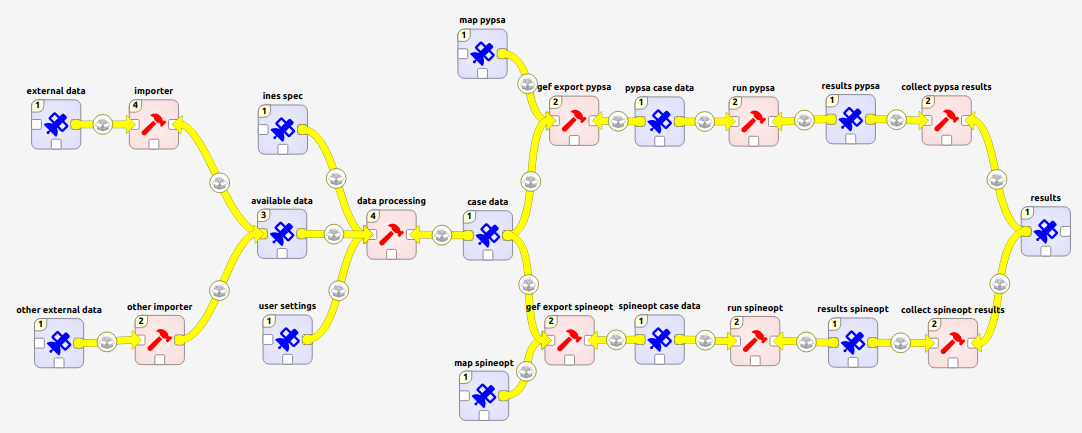 map pypsa
1
external data
1
importer
4
ines spec
1
gef export pypsa
2
pypsa case data
1
run pypsa
2
results pypsa
1
collect pypsa results
2
available data
3
data processing
4
case data
1
results
1
other external data
1
other importer
2
user settings
1
gef export spineopt
2
spineopt case data
1
run spineopt
2
results spineopt
1
collect spineopt results
2
map spineopt
1